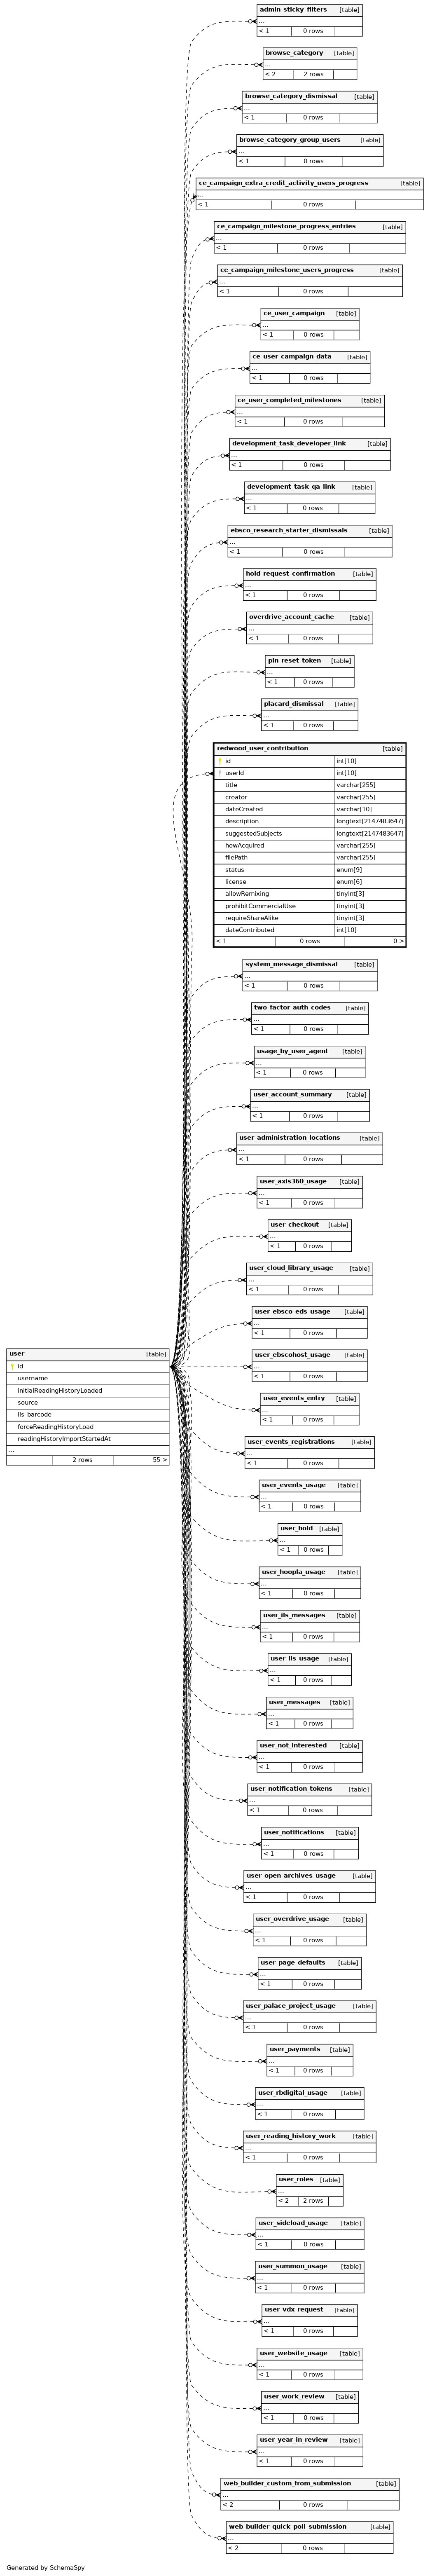 admin_sticky_filters [table]
...
< 1 0 rows
browse_category [table]
...
< 2 2 rows
browse_category_dismissal [table]
...
< 1 0 rows
browse_category_group_users [table]
...
< 1 0 rows
ce_campaign_extra_credit_activity_users_progress [table]
...
< 1 0 rows
ce_campaign_milestone_progress_entries [table]
...
< 1 0 rows
ce_campaign_milestone_users_progress [table]
...
< 1 0 rows
ce_user_campaign [table]
...
< 1 0 rows
ce_user_campaign_data [table]
...
< 1 0 rows
ce_user_completed_milestones [table]
...
< 1 0 rows
development_task_developer_link [table]
...
< 1 0 rows
development_task_qa_link [table]
...
< 1 0 rows
ebsco_research_starter_dismissals [table]
...
< 1 0 rows
hold_request_confirmation [table]
...
< 1 0 rows
overdrive_account_cache [table]
...
< 1 0 rows
pin_reset_token [table]
...
< 1 0 rows
placard_dismissal [table]
...
< 1 0 rows
redwood_user_contribution [table]
id int[10]
userId int[10]
title varchar[255]
creator varchar[255]
dateCreated varchar[10]
description longtext[2147483647]
suggestedSubjects longtext[2147483647]
howAcquired varchar[255]
filePath varchar[255]
status enum[9]
license enum[6]
allowRemixing tinyint[3]
prohibitCommercialUse tinyint[3]
requireShareAlike tinyint[3]
dateContributed int[10]
< 1 0 rows 0 >
system_message_dismissal [table]
...
< 1 0 rows
two_factor_auth_codes [table]
...
< 1 0 rows
usage_by_user_agent [table]
...
< 1 0 rows
user_account_summary [table]
...
< 1 0 rows
user_administration_locations [table]
...
< 1 0 rows
user_axis360_usage [table]
...
< 1 0 rows
user_checkout [table]
...
< 1 0 rows
user_cloud_library_usage [table]
...
< 1 0 rows
user_ebsco_eds_usage [table]
...
< 1 0 rows
user [table]
id
username
initialReadingHistoryLoaded
source
ils_barcode
forceReadingHistoryLoad
readingHistoryImportStartedAt
...
2 rows 55 >
user_ebscohost_usage [table]
...
< 1 0 rows
user_events_entry [table]
...
< 1 0 rows
user_events_registrations [table]
...
< 1 0 rows
user_events_usage [table]
...
< 1 0 rows
user_hold [table]
...
< 1 0 rows
user_hoopla_usage [table]
...
< 1 0 rows
user_ils_messages [table]
...
< 1 0 rows
user_ils_usage [table]
...
< 1 0 rows
user_messages [table]
...
< 1 0 rows
user_not_interested [table]
...
< 1 0 rows
user_notification_tokens [table]
...
< 1 0 rows
user_notifications [table]
...
< 1 0 rows
user_open_archives_usage [table]
...
< 1 0 rows
user_overdrive_usage [table]
...
< 1 0 rows
user_page_defaults [table]
...
< 1 0 rows
user_palace_project_usage [table]
...
< 1 0 rows
user_payments [table]
...
< 1 0 rows
user_rbdigital_usage [table]
...
< 1 0 rows
user_reading_history_work [table]
...
< 1 0 rows
user_roles [table]
...
< 2 2 rows
user_sideload_usage [table]
...
< 1 0 rows
user_summon_usage [table]
...
< 1 0 rows
user_vdx_request [table]
...
< 1 0 rows
user_website_usage [table]
...
< 1 0 rows
user_work_review [table]
...
< 1 0 rows
user_year_in_review [table]
...
< 1 0 rows
web_builder_custom_from_submission [table]
...
< 2 0 rows
web_builder_quick_poll_submission [table]
...
< 2 0 rows
Generated by SchemaSpy